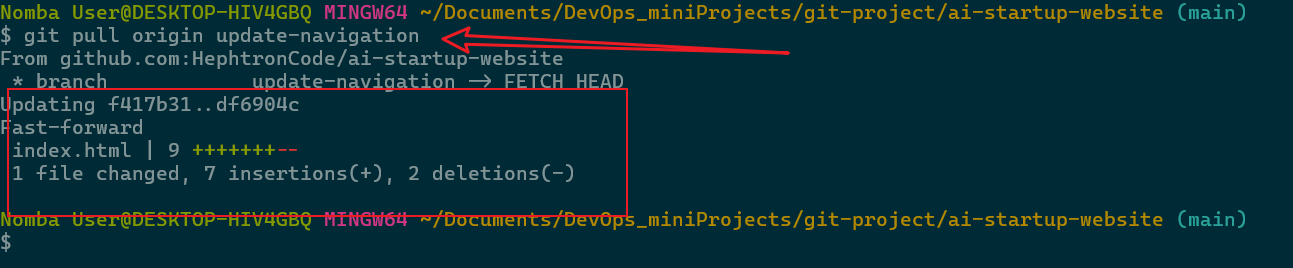 Nomba User@DESKTOP-HIV4GBQ MINGW64 ~/Documents/DevOps_miniProjects/git-project/ai-startup-website (main)
$ git pull origin update-navigation
From github.com:HephtronCode/ai-startup-website
 * branch            update-navigation -> FETCH_HEAD
Updating f417b31..df6904c
Fast-forward
 index.html | 9 +++++++--
 1 file changed, 7 insertions(+), 2 deletions(-)
Nomba User@DESKTOP-HIV4GBQ MINGW64 ~/Documents/DevOps_miniProjects/git-project/ai-startup-website (main)
$